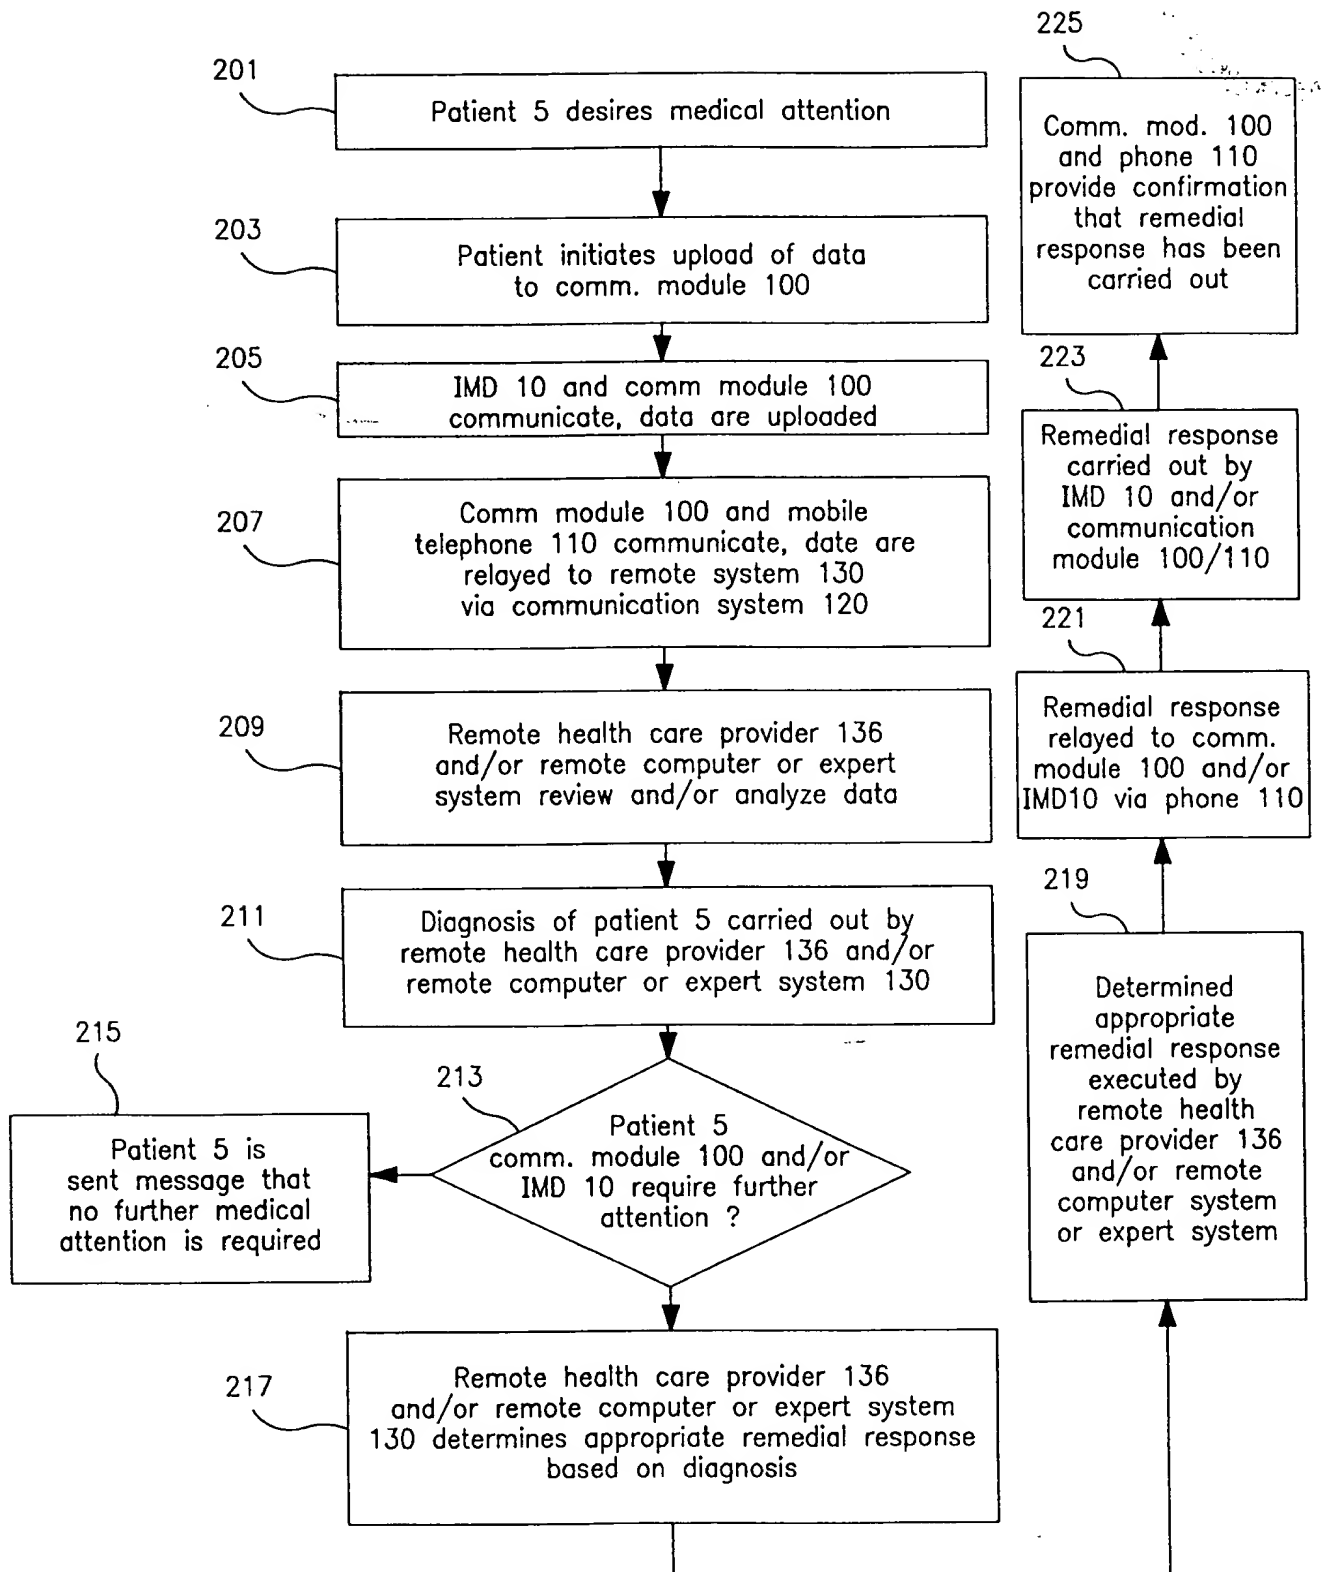 201
Patient 5 desires medical attention
203
Patient initiates upload of data
to comm. module 100
205
IMD 10 and comm module 100
communicate, data are uploaded
207
Comm module 100 and mobile
telephone 110 communicate, date are
relayed to remote system 130
via communication system 120
209
Remote health care provider 136
and/or remote computer or expert
system review and/or analyze data
211
Diagnosis of patient 5 carried out by
remote health care provider 136 and/or
remote computer or expert system 130
213
Patient 5
comm. module 100 and/or
IMD 10 require further
attention ?
215
Patient 5 is
sent message that
no further medical
attention is required
217
Remote health care provider 136
and/or remote computer or expert system
130 determines appropriate remedial response
based on diagnosis
219
Determined
appropriate
remedial response
executed by
remote health
care provider 136
and/or remote
computer system
or expert system
221
Remedial response
relayed to comm.
module 100 and/or
IMD10 via phone 110
223
Remedial response
carried out by
IMD 10 and/or
communication
module 100/110
225
Comm. mod. 100
and phone 110
provide confirmation
that remedial
response has been
carried out